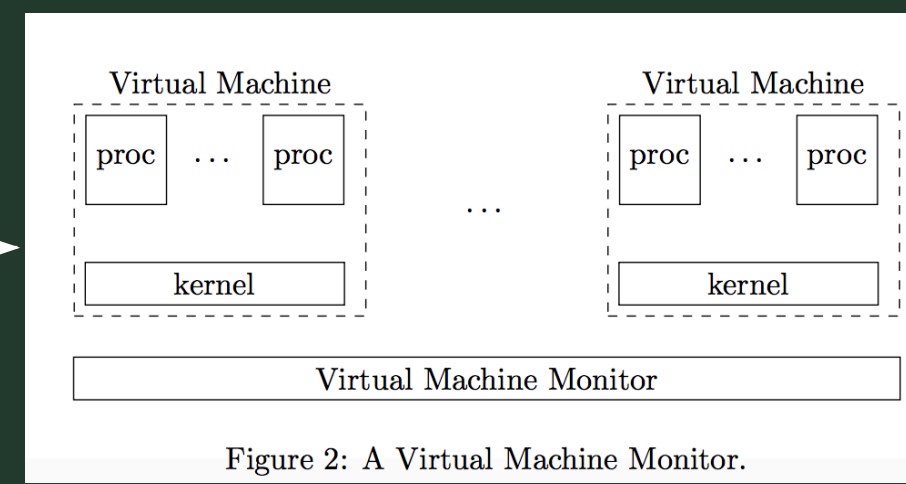 Virtual Machine Virtual Machine
proc ... proc proc ... proc
...
kernel kernel
Virtual Machine Monitor
Figure 2: A Virtual Machine Monitor.